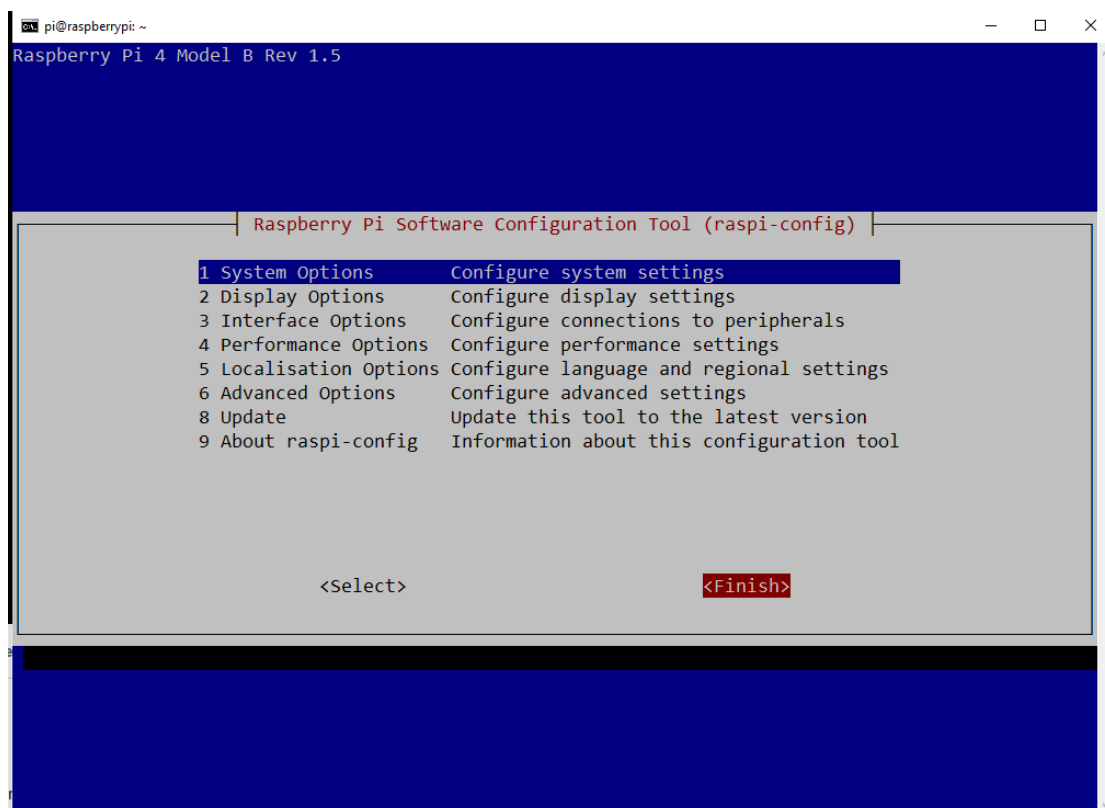 pi@raspberrypi: ~
Raspberry Pi 4 Model B Rev 1.5
Raspberry Pi Software Configuration Tool (raspi-config)
1 System Options Configure system settings
2 Display Options Configure display settings
3 Interface Options Configure connections to peripherals
4 Performance Options Configure performance settings
5 Localisation Options Configure language and regional settings
6 Advanced Options Configure advanced settings
8 Update Update this tool to the latest version
9 About raspi-config Information about this configuration tool
<Select> <Finish>